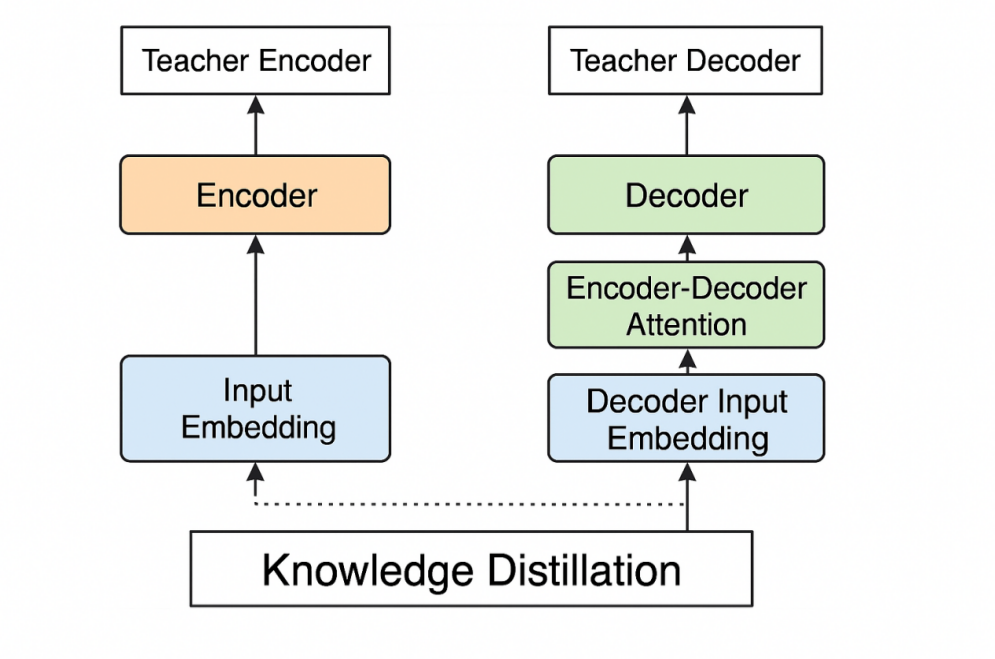 Teacher Encoder
Teacher Decoder
Encoder
Decoder
Encoder-Decoder
Attention
Input
Embedding
Decoder Input
Embedding
Knowledge Distillation